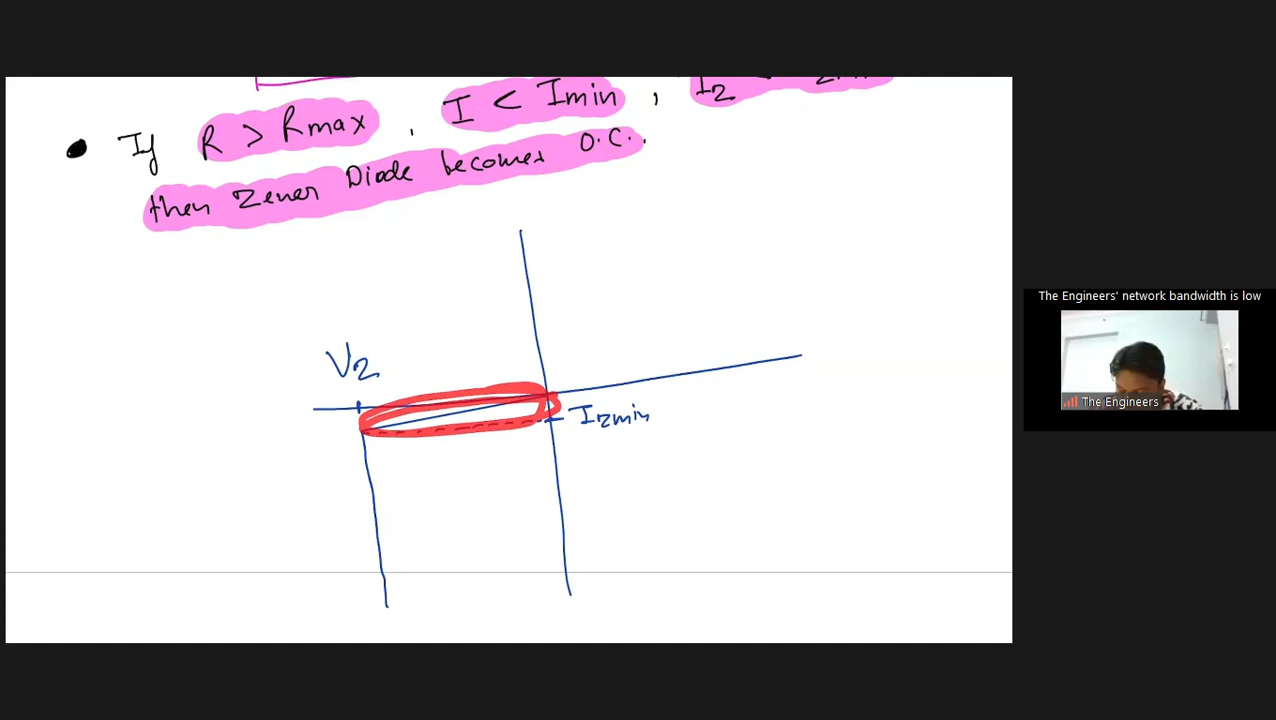 • If R > Rmax , I < Imin , Iz
then Zener Diode becomes O.C.
Vz
Izmin
The Engineers' network bandwidth is low
The Engineers